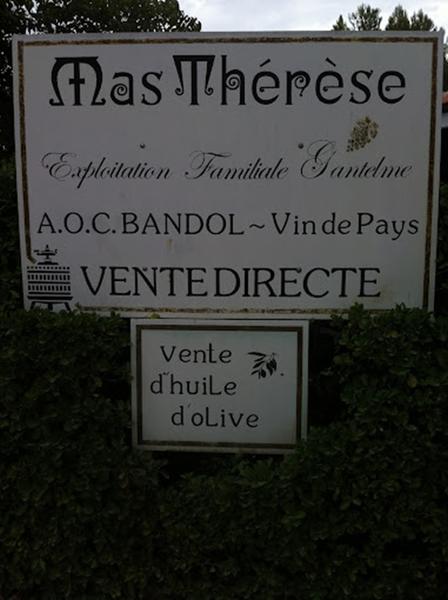 Mas Thérèse
Exploitation Familiale Gantelme
A.O.C. BANDOL ~ Vin de Pays
VENTE DIRECTE
Vente
d'huile
d'olive